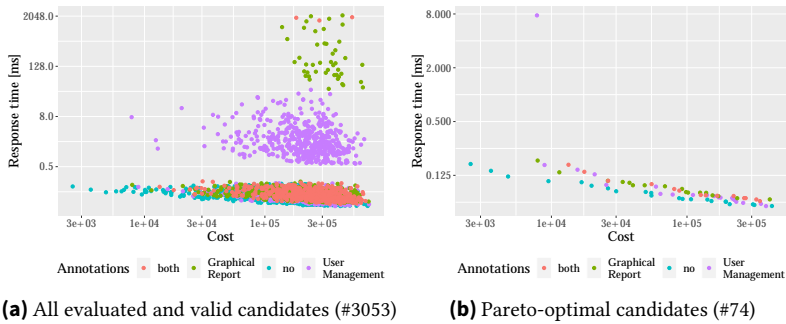 2048.0
128.0
8.0
0.5
Response time [ms]
3e+03 1e+04 3e+04 1e+05 3e+05
Cost
Annotations both Graphical Report no User Management
(a) All evaluated and valid candidates (#3053)
8.000
2.000
0.500
0.125
Response time [ms]
3e+03 1e+04 3e+04 1e+05 3e+05
Cost
Annotations both Graphical Report no User Management
(b) Pareto-optimal candidates (#74)